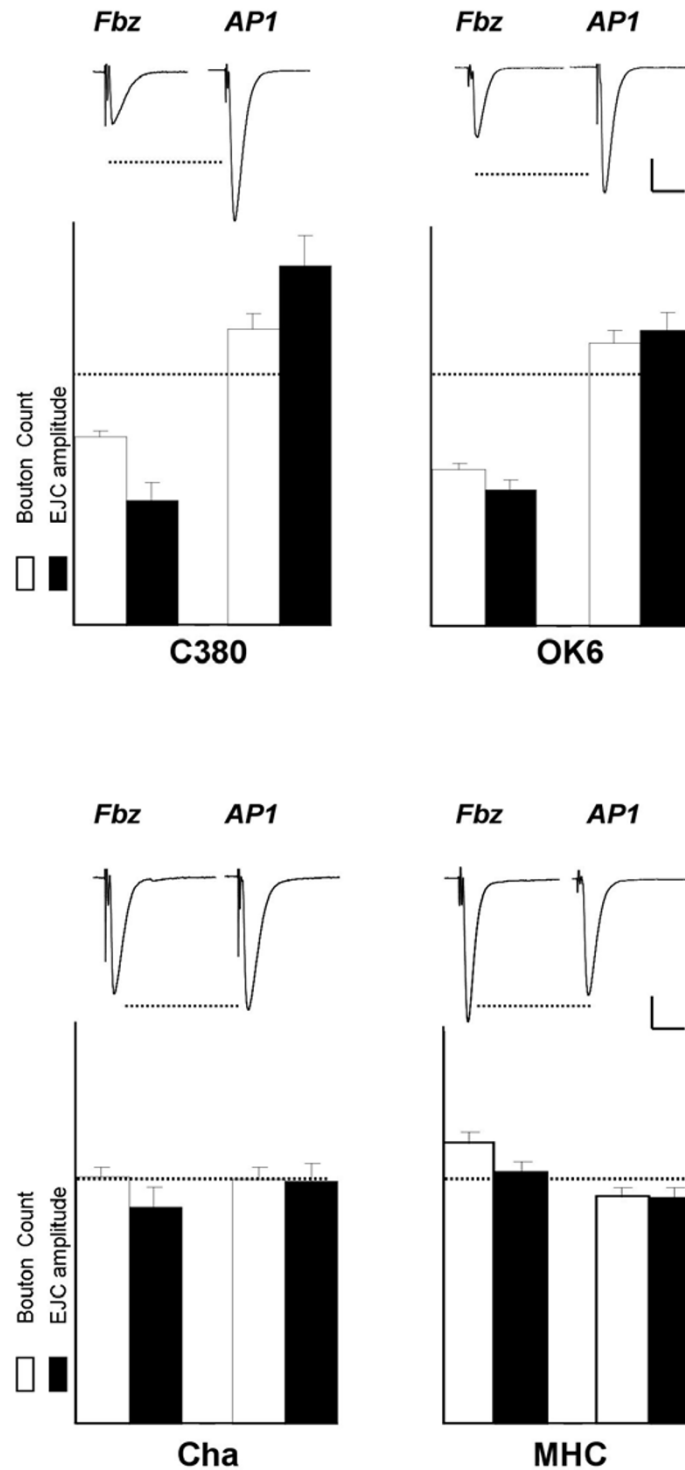 Fbz AP1 Fbz AP1
Bouton Count
EJC amplitude
C380 OK6
Fbz AP1 Fbz AP1
Bouton Count
EJC amplitude
Cha MHC